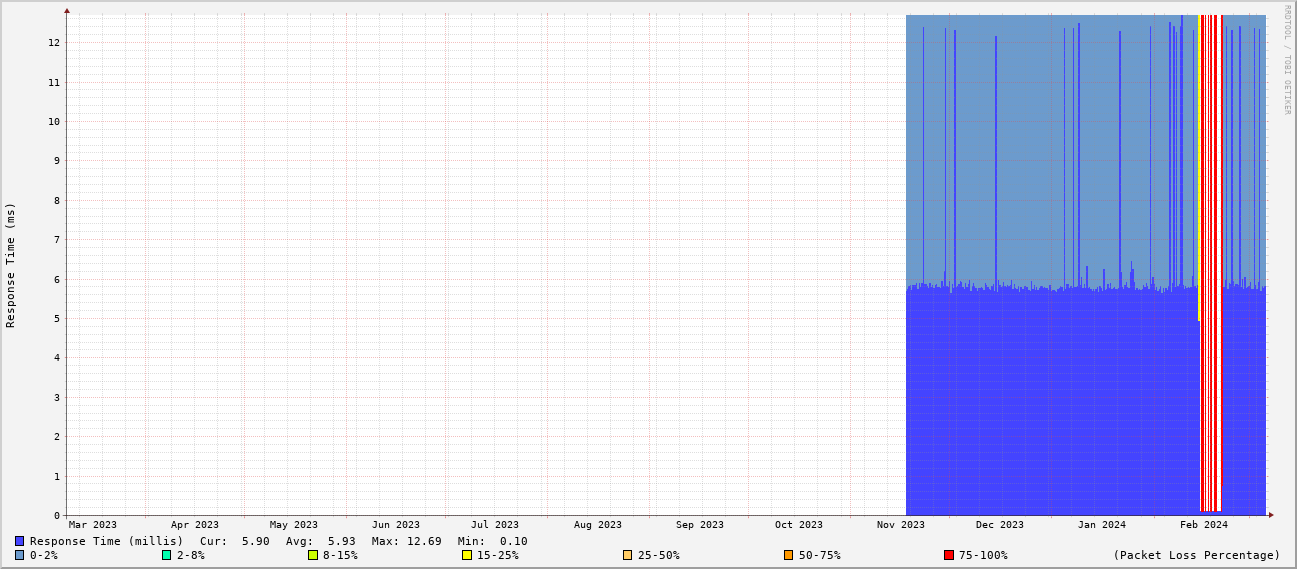 RRDTOOL / TOBI OETIKER
Response Time (ms)
12
11
10
9
8
7
6
5
4
3
2
1
0
Mar 2023 Apr 2023 May 2023 Jun 2023 Jul 2023 Aug 2023 Sep 2023 Oct 2023 Nov 2023 Dec 2023 Jan 2024 Feb 2024
Response Time (millis) Cur: 5.90 Avg: 5.93 Max: 12.69 Min: 0.10
0-2% 2-8% 8-15% 15-25% 25-50% 50-75% 75-100% (Packet Loss Percentage)